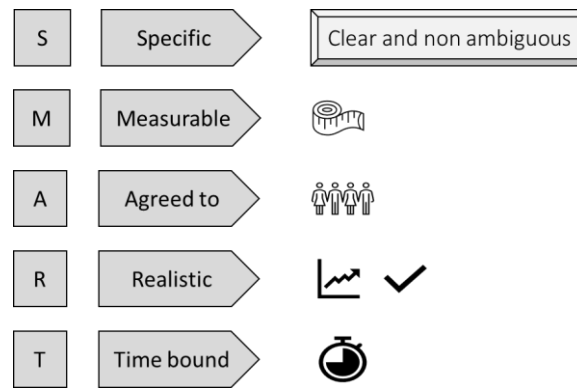 S Specific Clear and non ambiguous
M Measurable
A Agreed to
R Realistic
T Time bound